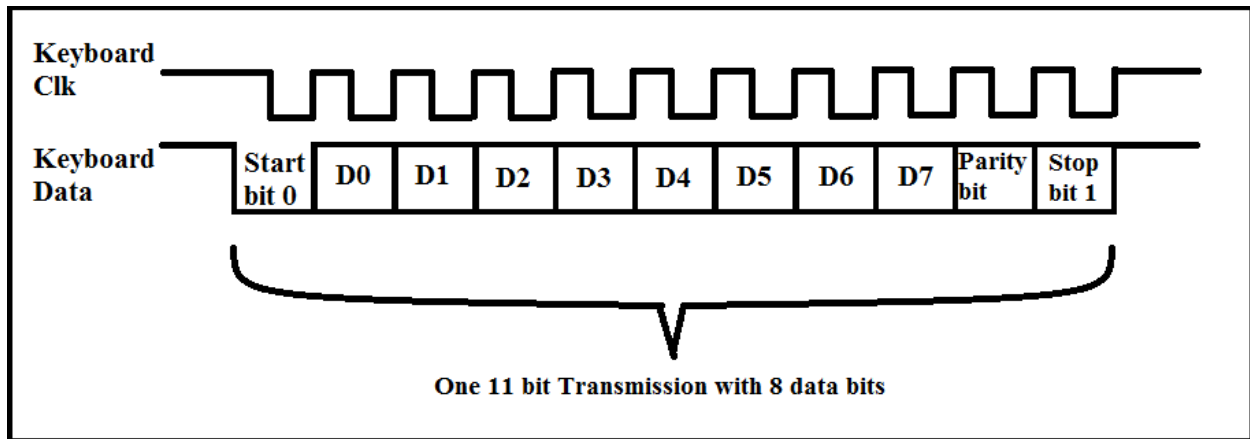 Keyboard
Clk
Keyboard
Data
Start
bit 0
D0
D1
D2
D3
D4
D5
D6
D7
Parity
bit
Stop
bit 1
One 11 bit Transmission with 8 data bits